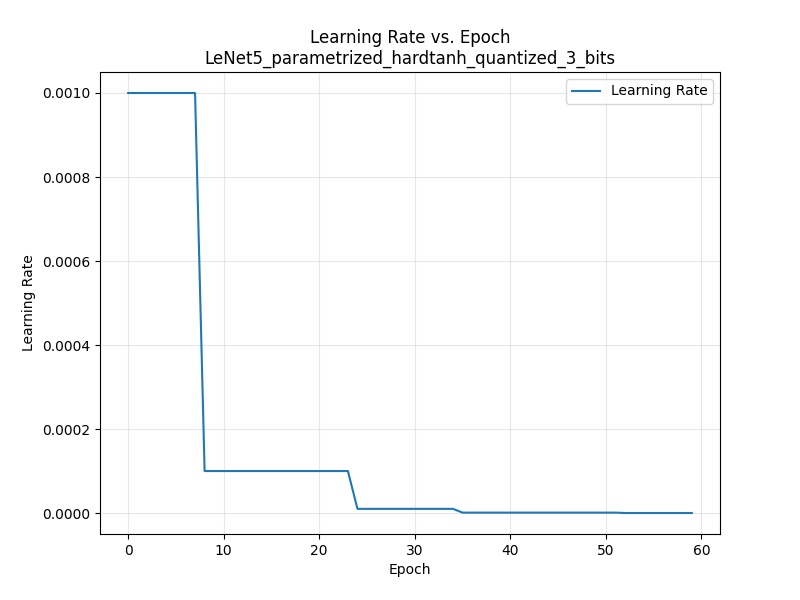 Learning Rate vs. Epoch
LeNet5_parametrized_hardtanh_quantized_3_bits
Learning Rate
0.0010
0.0008
0.0006
0.0004
0.0002
0.0000
Learning Rate
0 10 20 30 40 50 60
Epoch